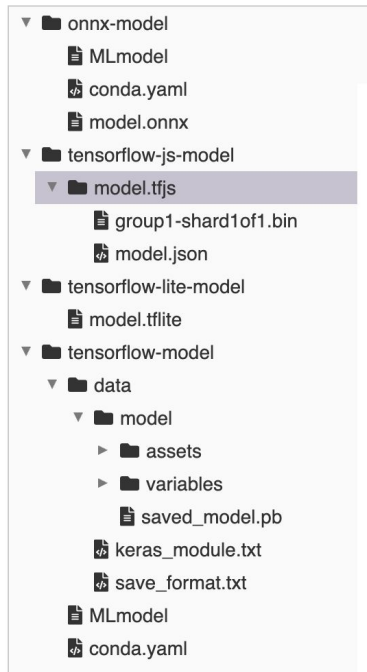 onnx-model
MLmodel
conda.yaml
model.onnx
tensorflow-js-model
model.tfjs
group1-shard1of1.bin
model.json
tensorflow-lite-model
model.tflite
tensorflow-model
data
model
assets
variables
saved_model.pb
keras_module.txt
save_format.txt
MLmodel
conda.yaml